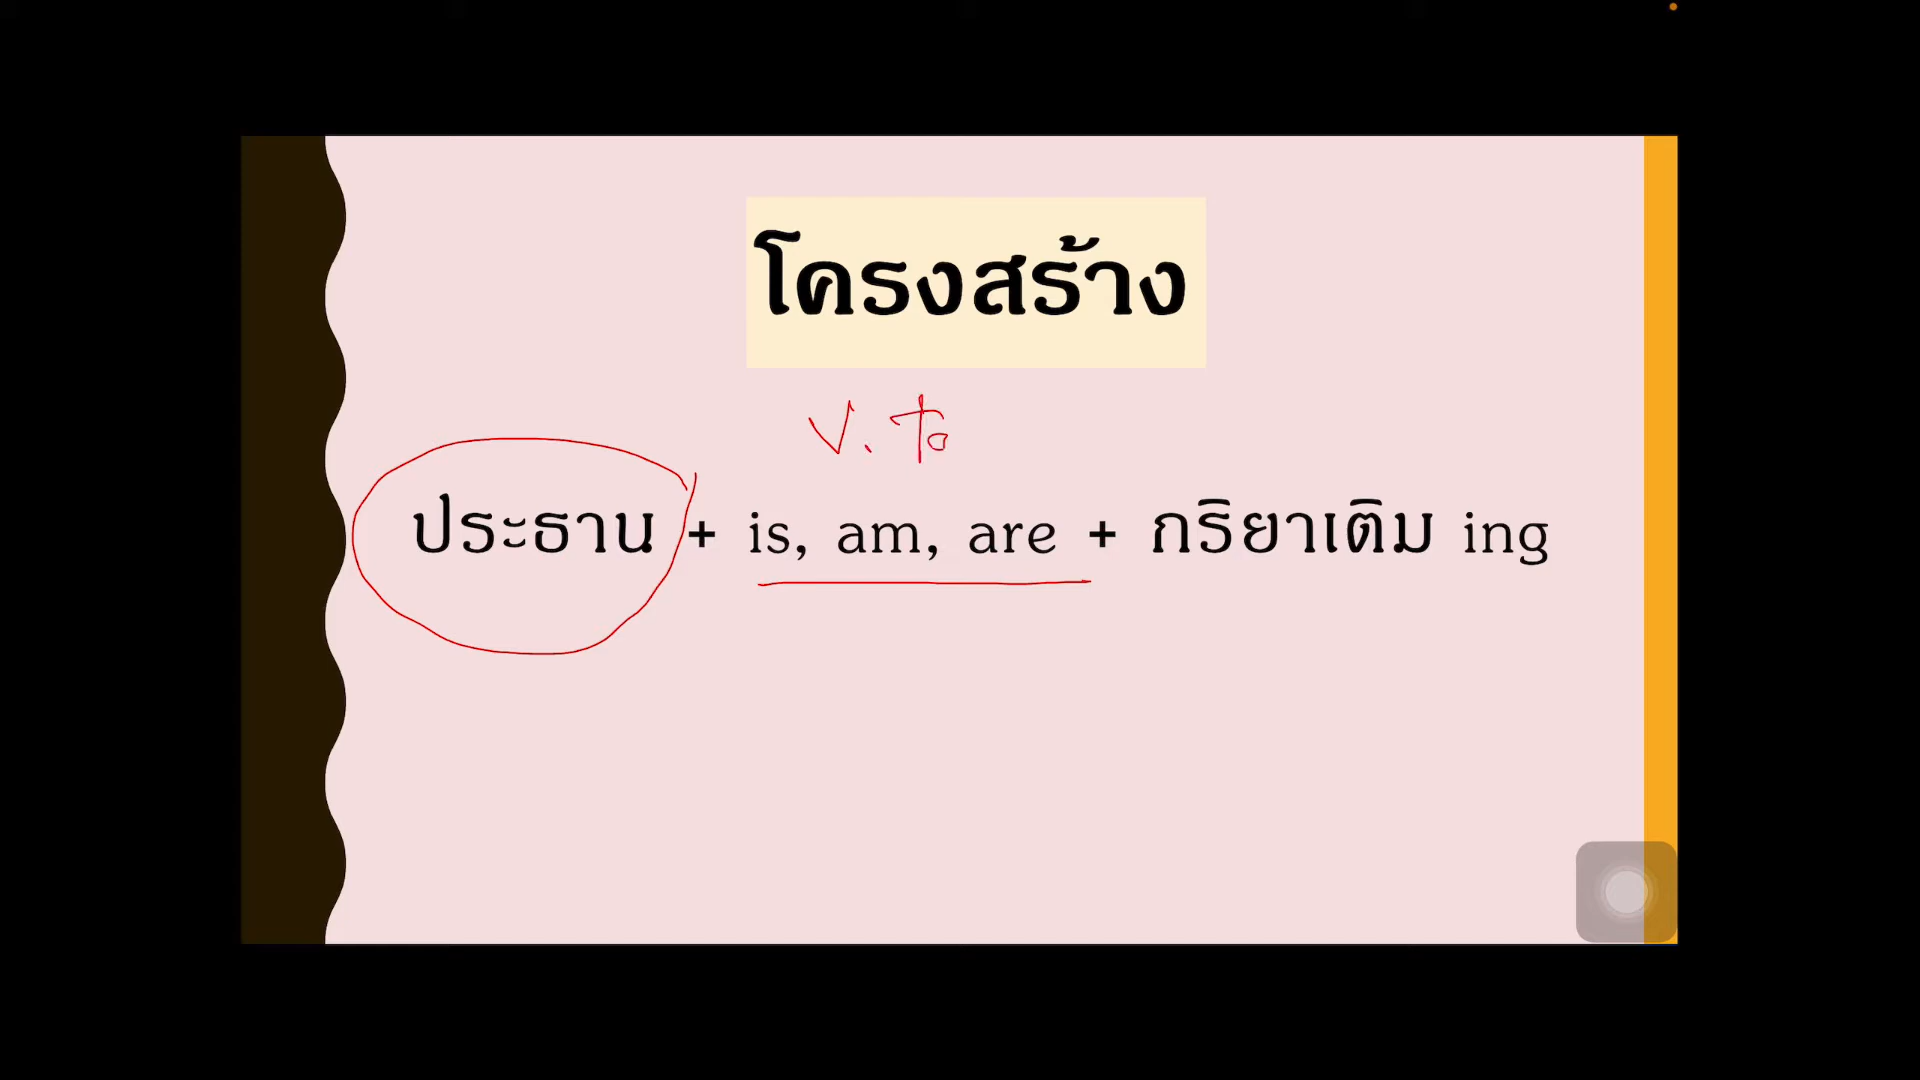 โครงสร้าง
v. To
ประธาน + is, am, are + กริยาเติม ing